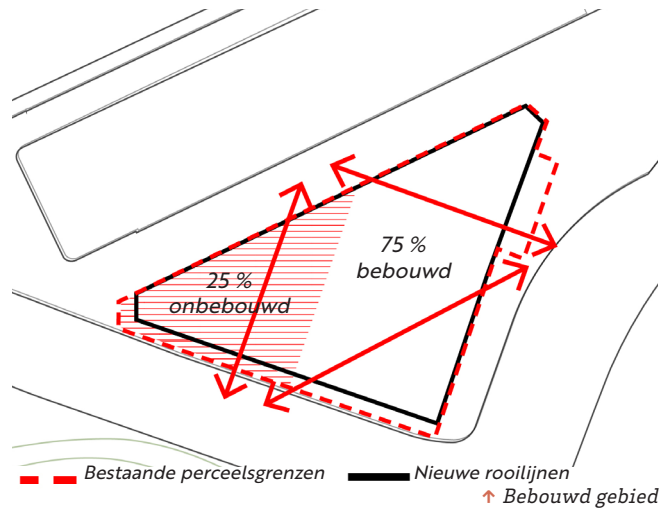 75 %
bebouwd
25 %
onbebouwd
Bestaande perceelsgrenzen
Nieuwe rooilijnen
↑ Bebouwd gebied